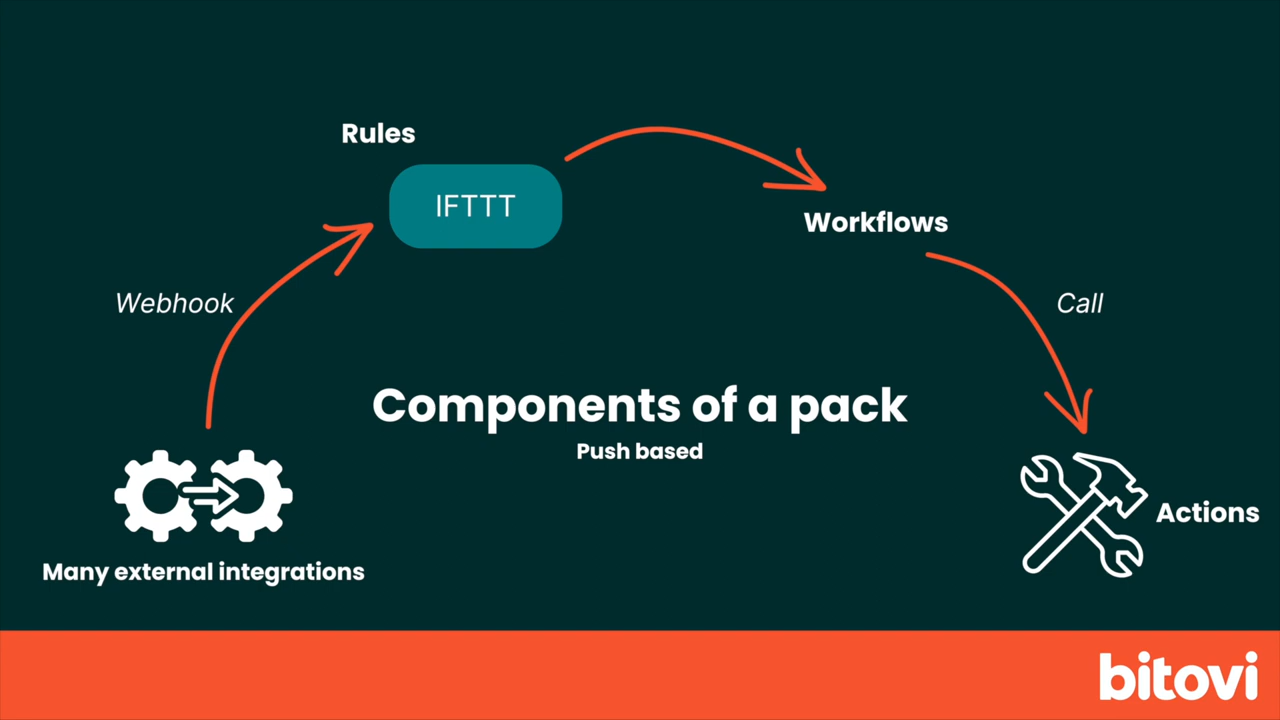 Rules
IFTTT
Workflows
Webhook
Call
Components of a pack
Push based
Actions
Many external integrations
bitovi